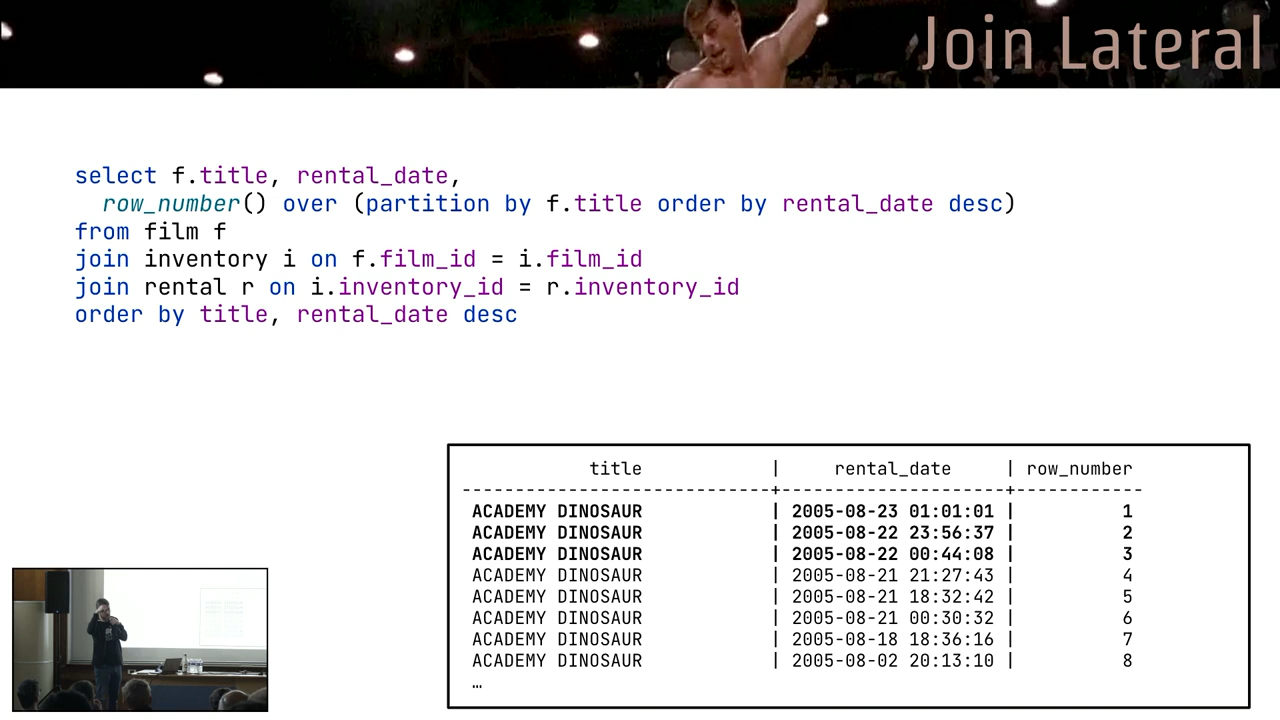 Join Lateral
select f.title, rental_date,
row_number() over (partition by f.title order by rental_date desc)
from film f
join inventory i on f.film_id = i.film_id
join rental r on i.inventory_id = r.inventory_id
order by title, rental_date desc
title | rental_date | row_number
----------------------------+---------------------+------------
ACADEMY DINOSAUR | 2005-08-23 01:01:01 | 1
ACADEMY DINOSAUR | 2005-08-22 23:56:37 | 2
ACADEMY DINOSAUR | 2005-08-22 00:44:08 | 3
ACADEMY DINOSAUR | 2005-08-21 21:27:43 | 4
ACADEMY DINOSAUR | 2005-08-21 18:32:42 | 5
ACADEMY DINOSAUR | 2005-08-21 00:30:32 | 6
ACADEMY DINOSAUR | 2005-08-18 18:36:16 | 7
ACADEMY DINOSAUR | 2005-08-02 20:13:10 | 8
…